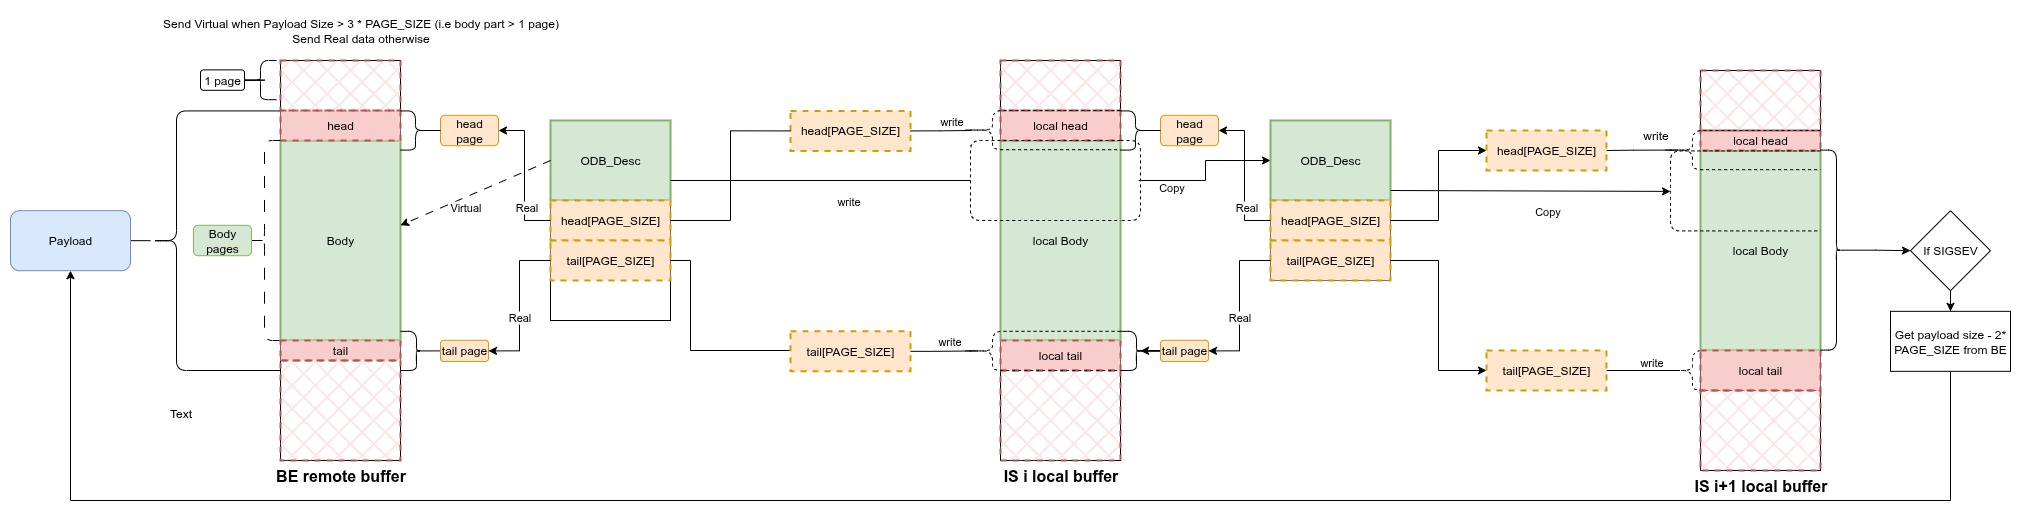 Send Virtual when Payload Size > 3 * PAGE_SIZE (i.e body part > 1 page)
Send Real data otherwise
1 page
head
Body
tail
Payload
Body
pages
Text
BE remote buffer
head
page
tail page
Virtual
Real
Real
ODB_Desc
head[PAGE_SIZE]
tail[PAGE_SIZE]
head[PAGE_SIZE]
write
write
tail[PAGE_SIZE]
write
local head
local Body
local tail
IS i local buffer
head
page
tail page
Copy
Real
Real
ODB_Desc
head[PAGE_SIZE]
tail[PAGE_SIZE]
head[PAGE_SIZE]
write
Copy
tail[PAGE_SIZE]
write
local head
local Body
local tail
IS i+1 local buffer
If SIGSEV
Get payload size - 2*
PAGE_SIZE from BE